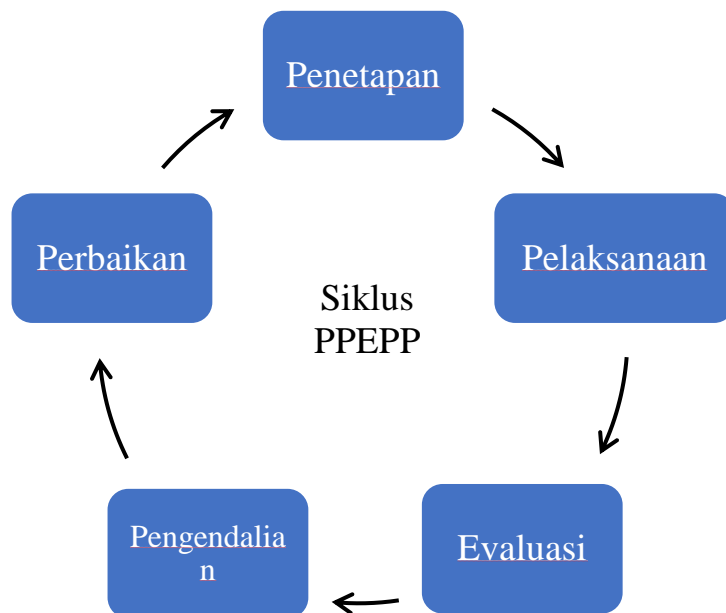 Penetapan
Pelaksanaan
Evaluasi
Pengendalia
n
Perbaikan
Siklus
PPEPP